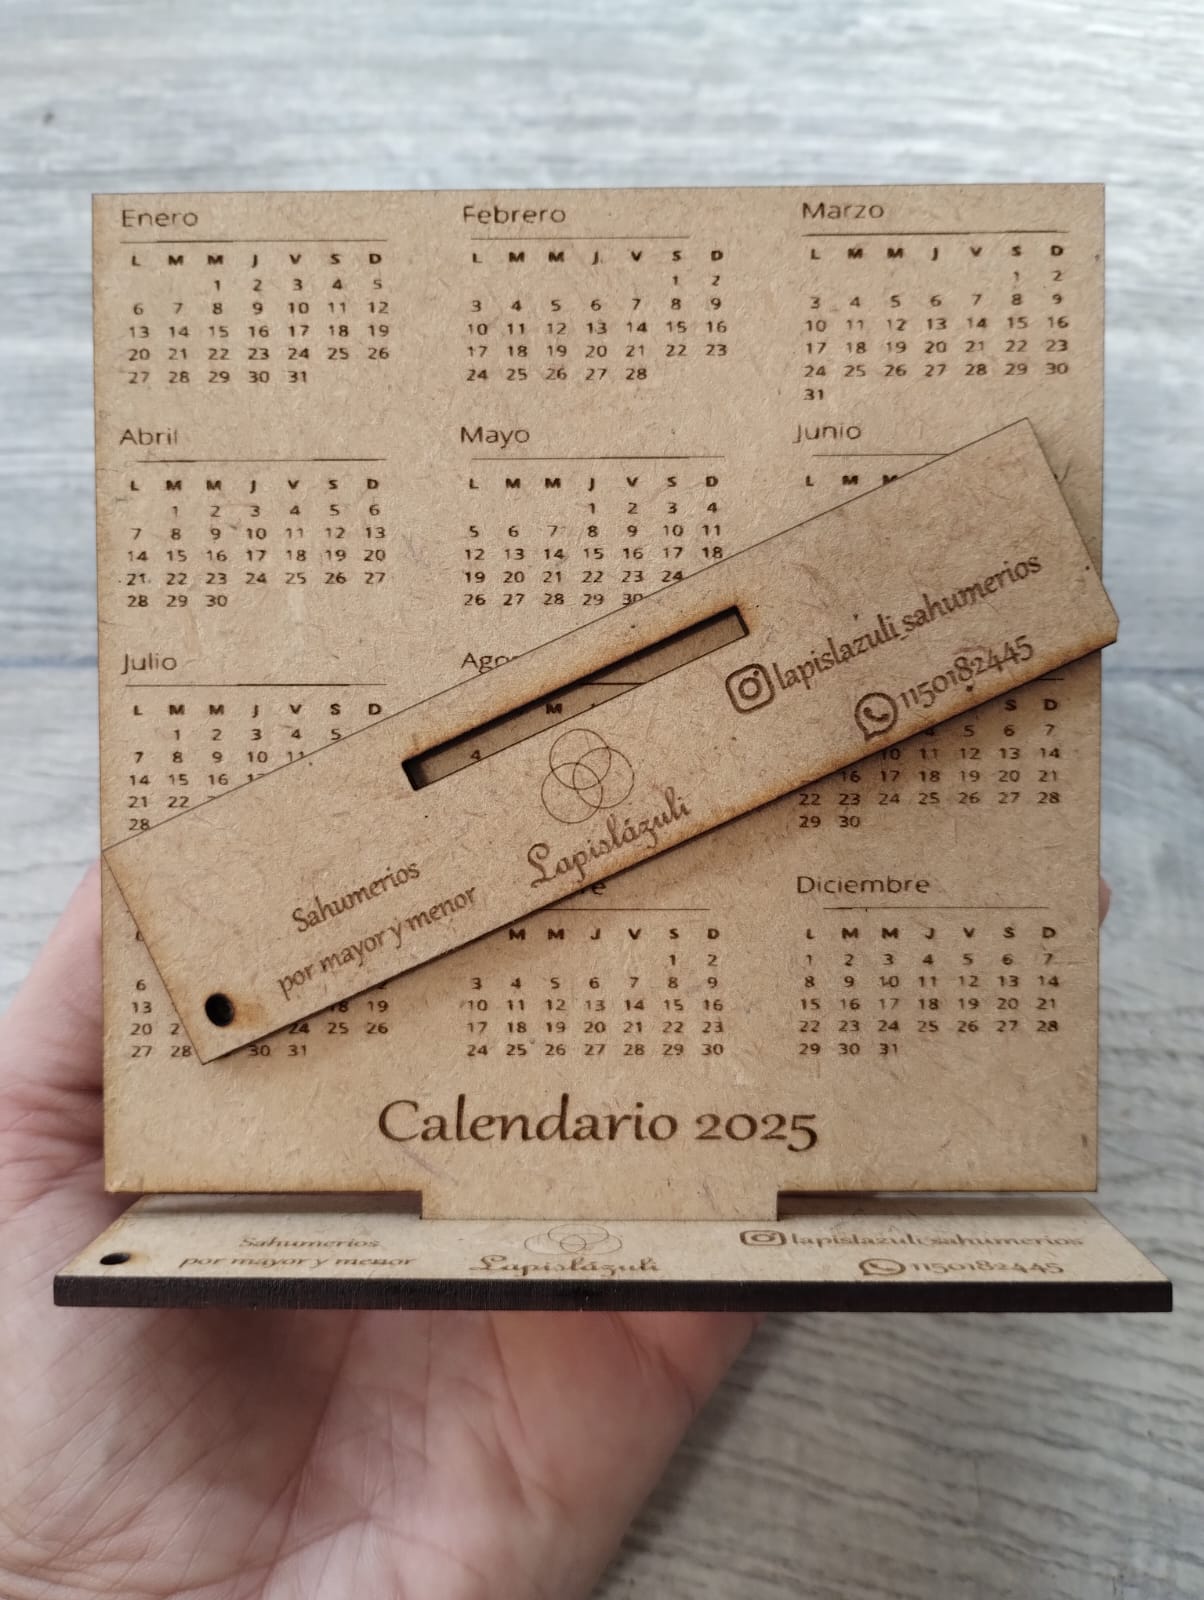 Enero
L M M J V S D
1 2 3 4 5
6 7 8 9 10 11 12
13 14 15 16 17 18 19
20 21 22 23 24 25 26
27 28 29 30 31
Febrero
L M M J V S D
1 2
3 4 5 6 7 8 9
10 11 12 13 14 15 16
17 18 19 20 21 22 23
24 25 26 27 28
Marzo
L M M J V S D
1 2
3 4 5 6 7 8 9
10 11 12 13 14 15 16
17 18 19 20 21 22 23
24 25 26 27 28 29 30
31
Abril
L M M J V S D
1 2 3 4 5 6
7 8 9 10 11 12 13
14 15 16 17 18 19 20
21 22 23 24 25 26 27
28 29 30
Mayo
L M M J V S D
1 2 3 4
5 6 7 8 9 10 11
12 13 14 15 16 17 18
19 20 21 22 23 24
26 27 28 29 30
Junio
L M M
Julio
L M M J V S D
1 2 3 4 5
7 8 9 10 11
14 15 16
21 22
28
M
4
S D
4 5 6 7
10 11 12 13 14
16 17 18 19 20 21
22 23 24 25 26 27 28
29 30
6
13 18 19
20 24 25 26
27 28 30 31
M M J V S D
1 2
3 4 5 6 7 8 9
10 11 12 13 14 15 16
17 18 19 20 21 22 23
24 25 26 27 28 29 30
Diciembre
L M M J V S D
1 2 3 4 5 6 7
8 9 10 11 12 13 14
15 16 17 18 19 20 21
22 23 24 25 26 27 28
29 30 31
Sahumerios
por mayor y menor
Lapislázuli
lapislazuli_sahumerios
1150182445
Calendario 2025
Sahumerios
por mayor y menor
Lapislázuli
lapislazuli_sahumerios
1150182445